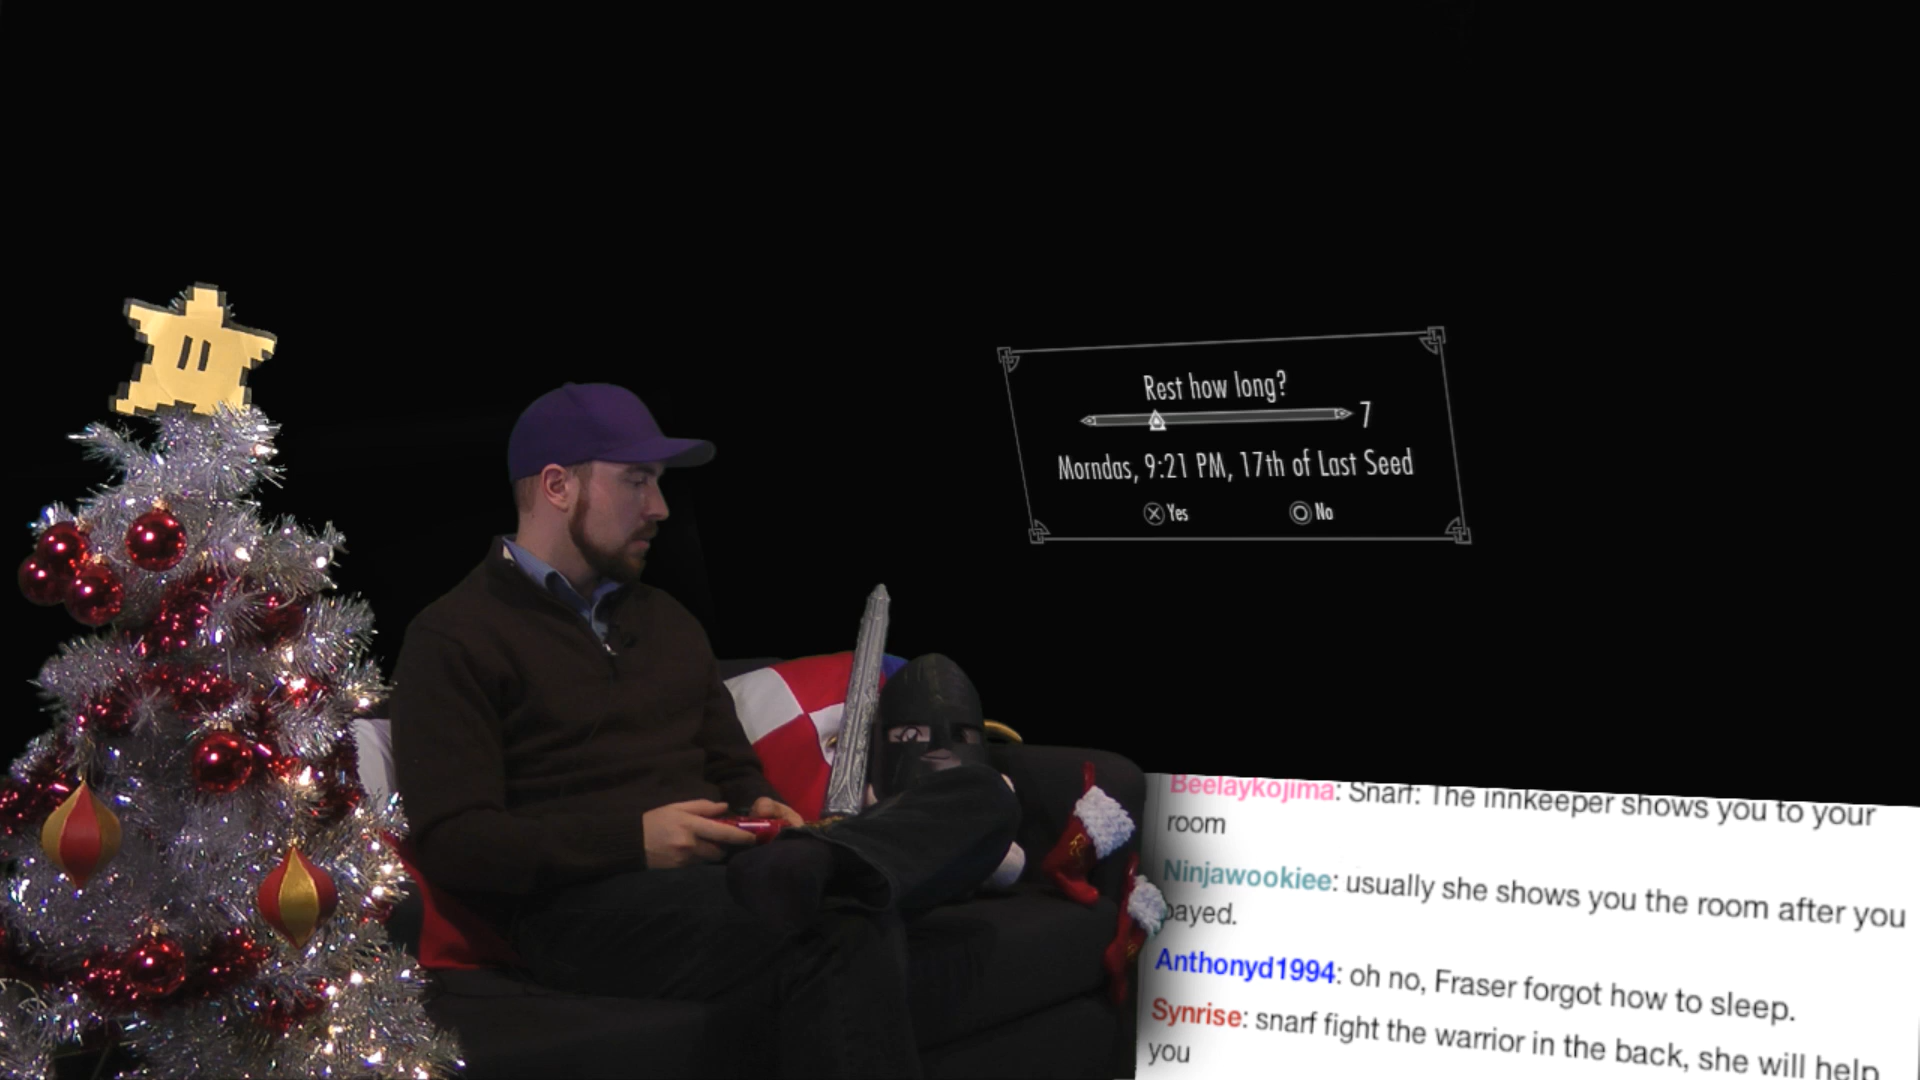 Rest how long?
7
Morndas, 9:21 PM, 17th of Last Seed
Yes No
Beelaykojima: Snarf: The innkeeper shows you to your
room
Ninjawookiee: usually she shows you the room after you
payed.
Anthonyd1994: oh no, Fraser forgot how to sleep.
Synrise: snarf fight the warrior in the back, she will help
you